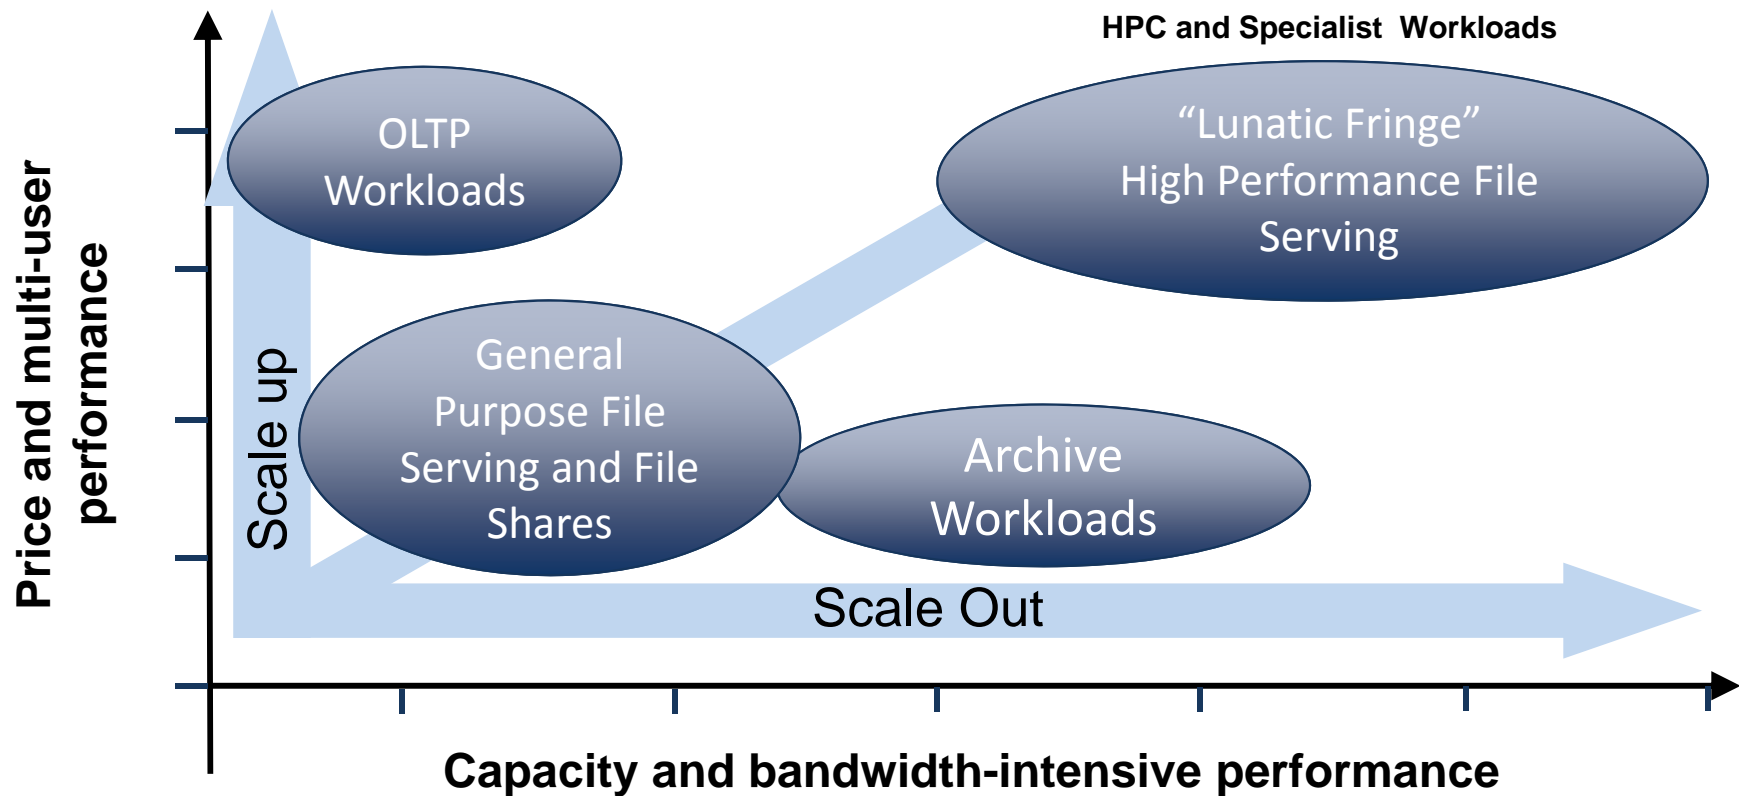 HPC and Specialist Workloads
OLTP
Workloads
“Lunatic Fringe”
High Performance File
Serving
Price and multi-user
performance
Scale up
General
Purpose File
Serving and File
Shares
Archive
Workloads
Scale Out
Capacity and bandwidth-intensive performance